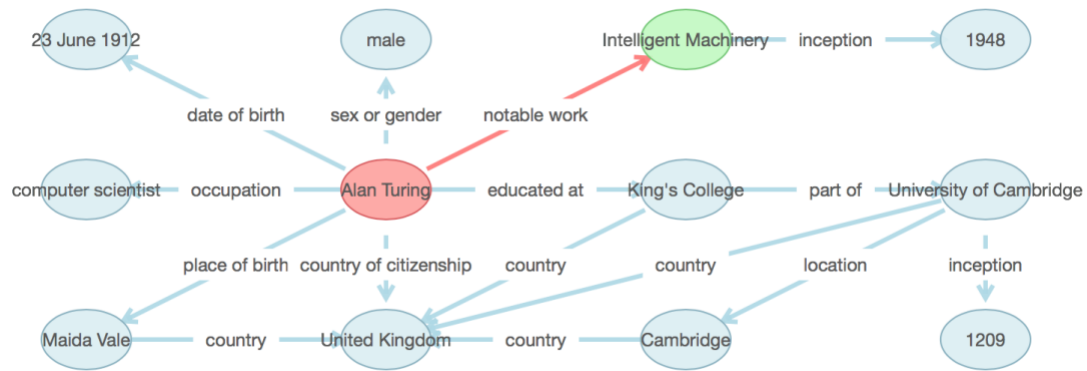 23 June 1912 male Intelligent Machinery inception 1948
date of birth sex or gender notable work
computer scientist occupation Alan Turing educated at King's College part of University of Cambridge
place of birth country of citizenship country country location inception
Maida Vale country United Kingdom country Cambridge 1209